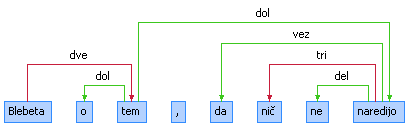 dol
vez
dve tri
dol del
Blebeta o tem , da nič ne naredijo